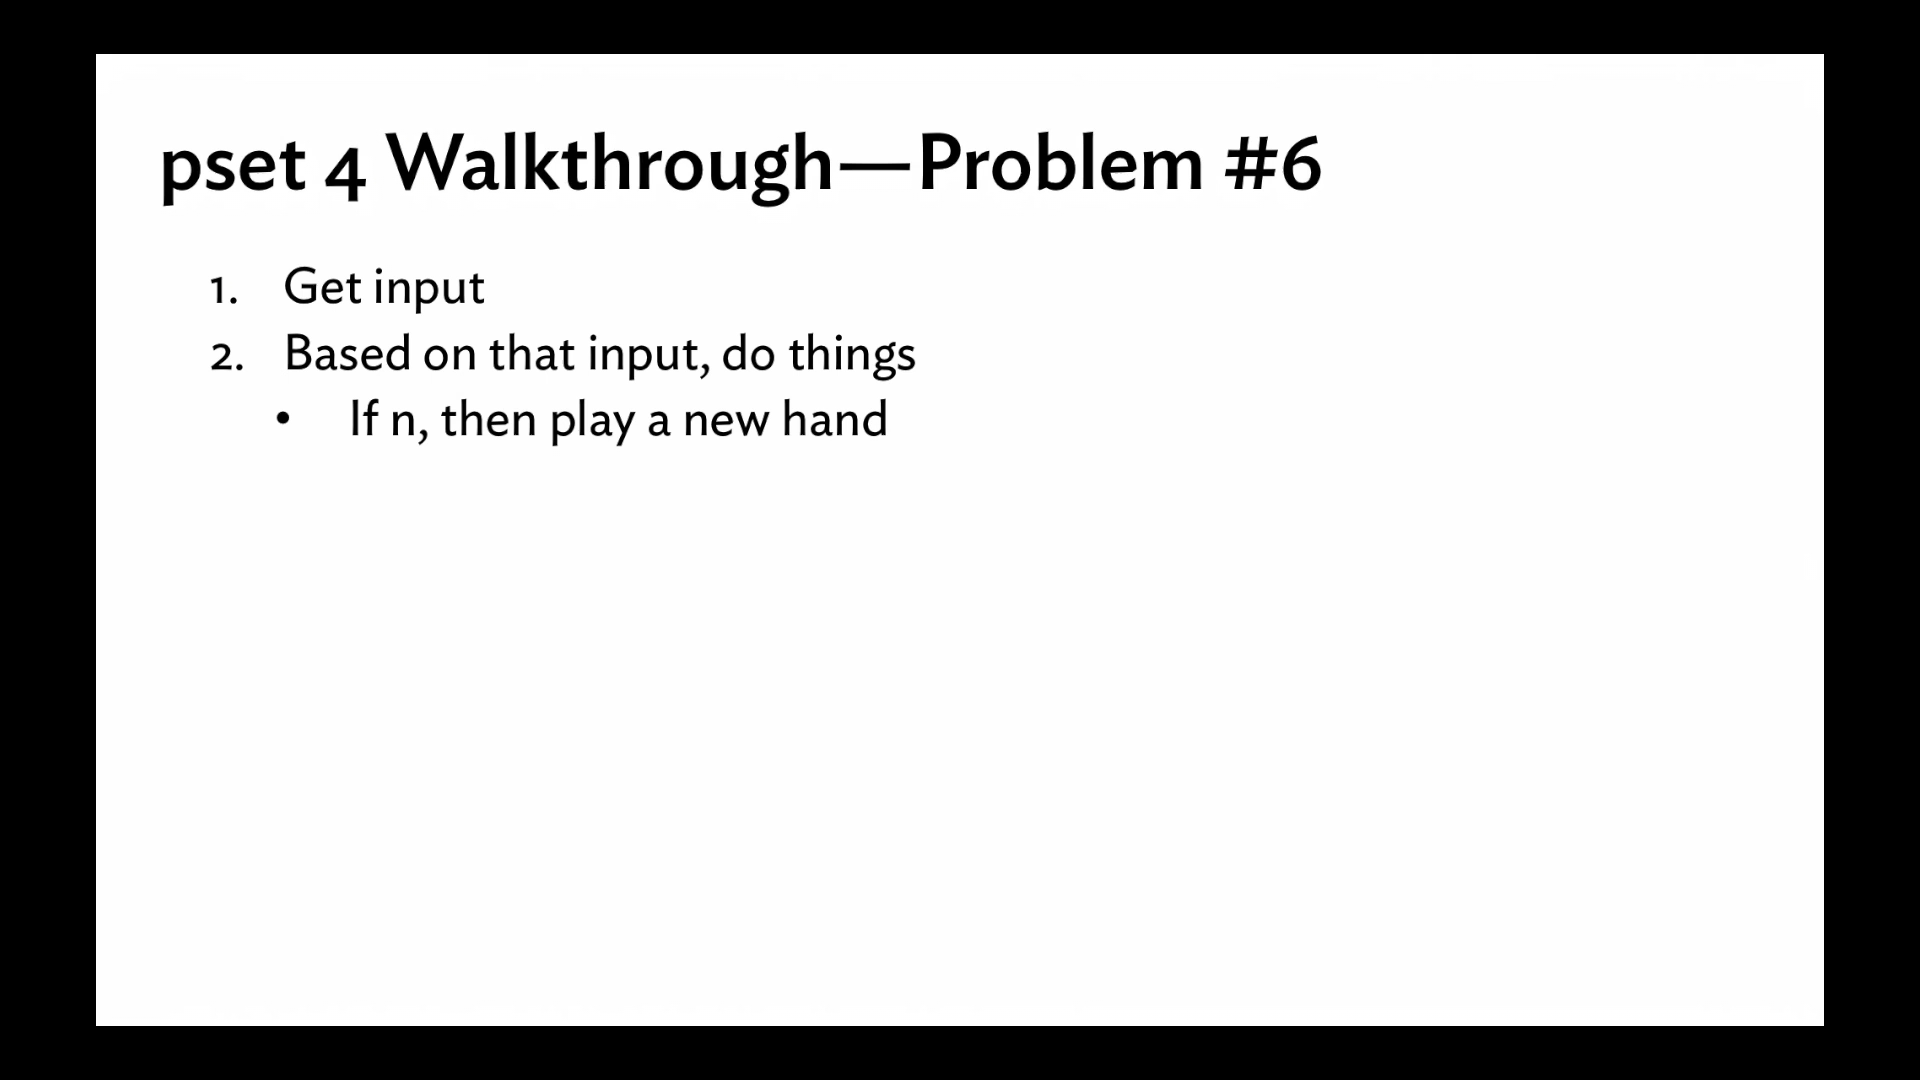 pset 4 Walkthrough—Problem #6
1. Get input
2. Based on that input, do things
• If n, then play a new hand